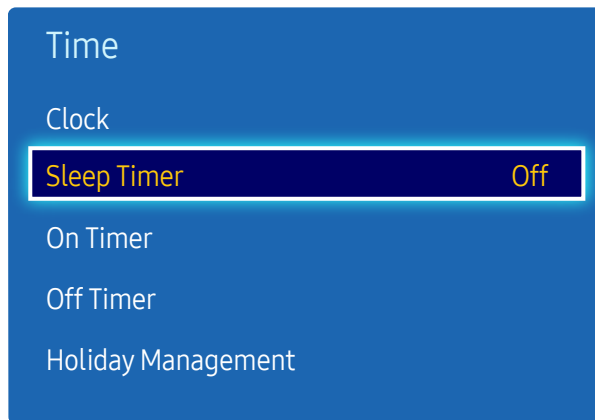 Time
Clock
Sleep Timer Off
On Timer
Off Timer
Holiday Management